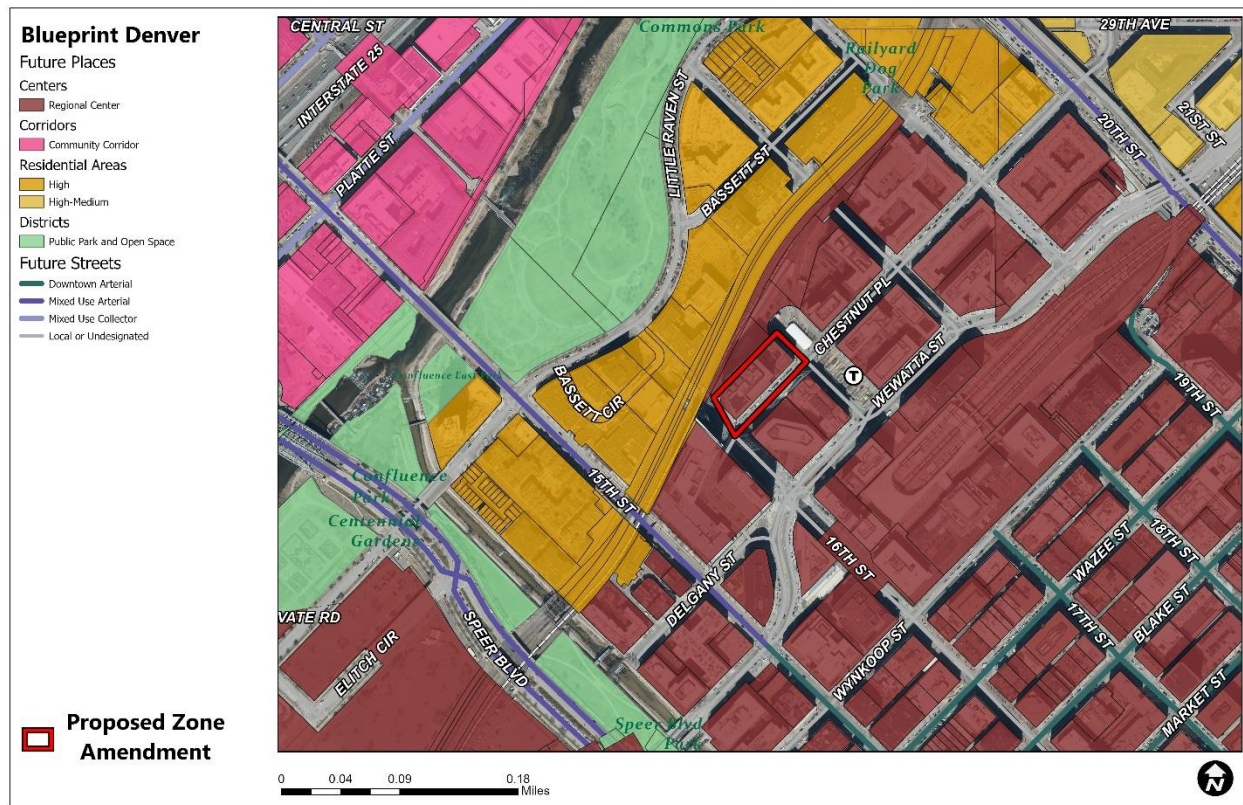 Blueprint Denver
Future Places
Centers
Regional Center
Corridors
Community Corridor
Residential Areas
High
High-Medium
Districts
Public Park and Open Space
Future Streets
Downtown Arterial
Mixed Use Arterial
Mixed Use Collector
Local or Undesignated
Proposed Zone
Amendment
CENTRAL ST
Commons Park
29TH AVE
INTERSTATE 25
Railyard
Dog
Park
21ST ST
20TH ST
PLATTE ST
LITTLE RAVEN ST
BASSETT ST
CHESTNUT PL
WEWATTA ST
T
BASSETT CIR
19TH ST
Confluence
Park
Centennial
Gardens
15TH ST
16TH ST
WAZEE ST
18TH ST
DELGANY ST
BLAKE ST
17TH ST
VATE RD
ELITCH CIR
SPEER BLVD
WYNKOOP ST
MARKET ST
Speer Blvd
Park
0 0.04 0.09 0.18
Miles
N